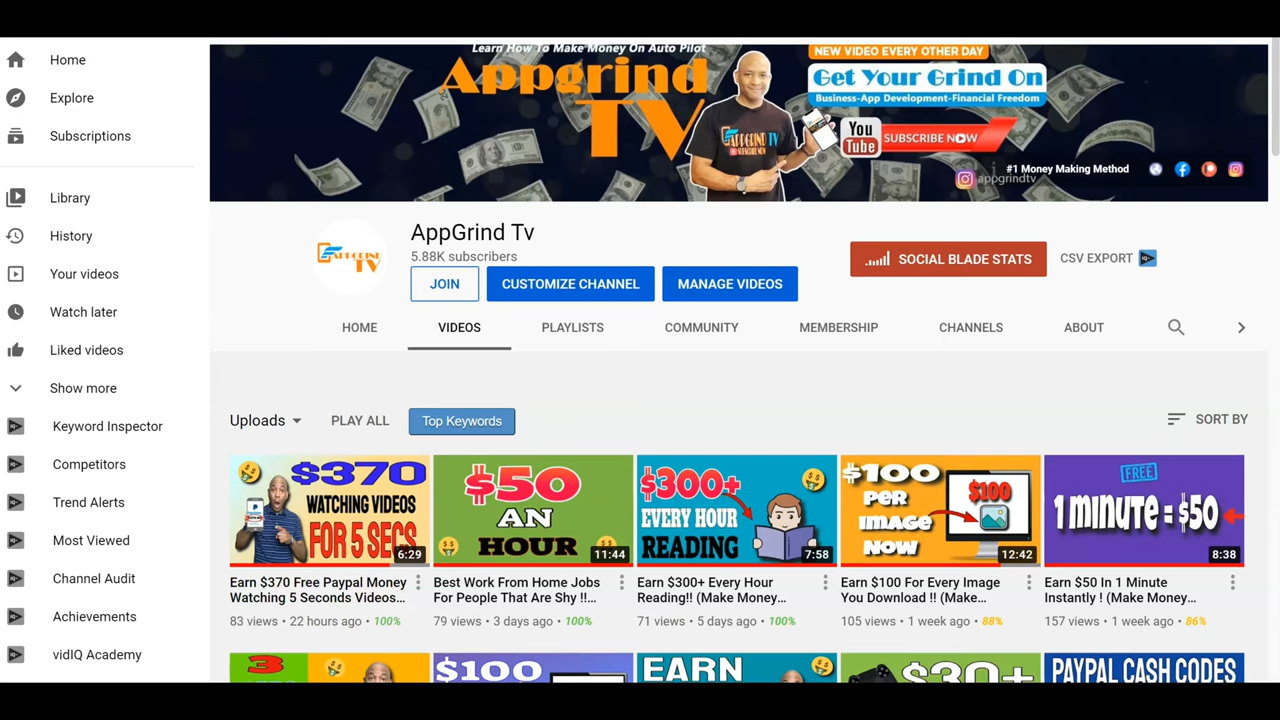 Home
Explore
Subscriptions
Library
History
Your videos
Watch later
Liked videos
Show more
Keyword Inspector
Competitors
Trend Alerts
Most Viewed
Channel Audit
Achievements
vidIQ Academy
Learn How To Make Money On Auto Pilot
Appgrind
TV
APPGRIND TV
NEW VIDEO EVERY OTHER DAY
Get Your Grind On
Business-App Development-Financial Freedom
You
Tube
SUBSCRIBE NOW
#1 Money Making Method
appgrindtv
APPGRIND
TV
AppGrind Tv
5.88K subscribers
JOIN
CUSTOMIZE CHANNEL
MANAGE VIDEOS
SOCIAL BLADE STATS
CSV EXPORT
HOME
VIDEOS
PLAYLISTS
COMMUNITY
MEMBERSHIP
CHANNELS
ABOUT
Uploads
PLAY ALL
Top Keywords
SORT BY
$370
WATCHING VIDEOS
FOR 5 SECS
6:29
Earn $370 Free Paypal Money
Watching 5 Seconds Videos...
83 views • 22 hours ago • 100%
$50
AN
HOUR
11:44
Best Work From Home Jobs
For People That Are Shy !!...
79 views • 3 days ago • 100%
$300+
EVERY HOUR
READING
7:58
Earn $300+ Every Hour
Reading!! (Make Money...
71 views • 5 days ago • 100%
$100
PER
IMAGE
NOW
$100
12:42
Earn $100 For Every Image
You Download !! (Make...
105 views • 1 week ago • 88%
FREE
1 MINUTE = $50
8:38
Earn $50 In 1 Minute
Instantly ! (Make Money...
157 views • 1 week ago • 86%
3
$100
EARN
$30+
PAYPAL CASH CODES